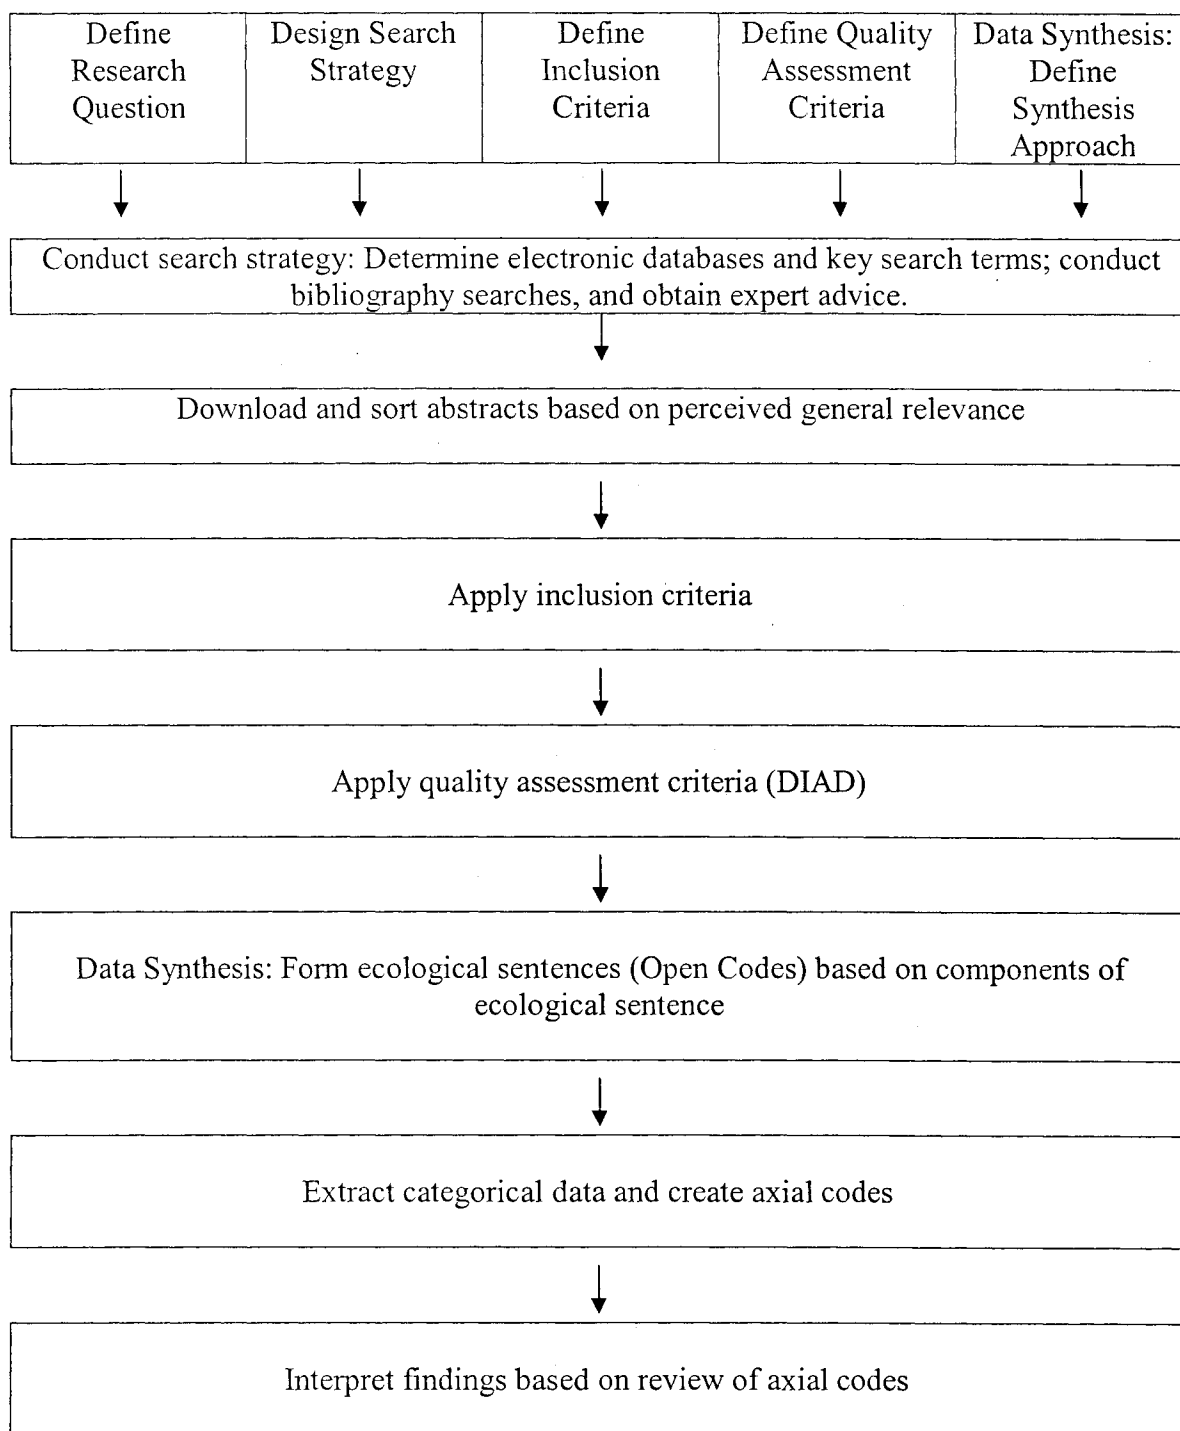 Define
Research
Question
Design Search
Strategy
Define
Inclusion
Criteria
Define Quality
Assessment
Criteria
Data Synthesis:
Define
Synthesis
Approach
Conduct search strategy: Determine electronic databases and key search terms; conduct
bibliography searches, and obtain expert advice.
Download and sort abstracts based on perceived general relevance
Apply inclusion criteria
Apply quality assessment criteria (DIAD)
Data Synthesis: Form ecological sentences (Open Codes) based on components of
ecological sentence
Extract categorical data and create axial codes
Interpret findings based on review of axial codes